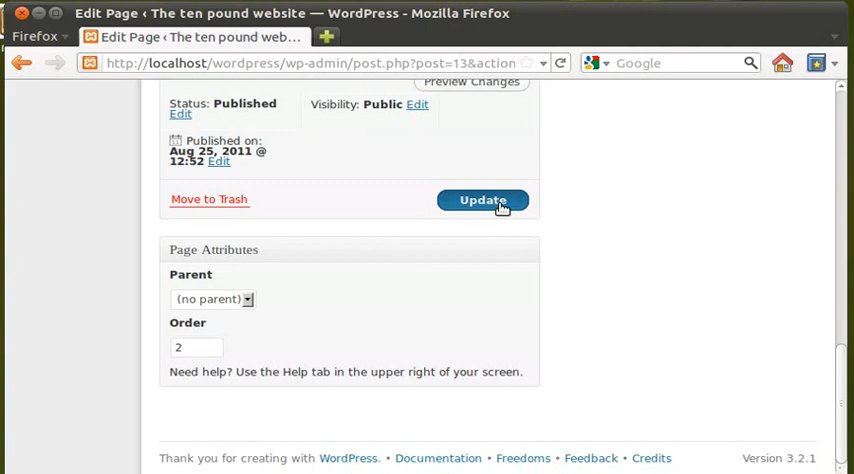 Edit Page ‹ The ten pound website — WordPress - Mozilla Firefox
Firefox
Edit Page ‹ The ten pound web...
http://localhost/wordpress/wp-admin/post.php?post=13&action
Google
Preview Changes
Status: Published
Edit
Visibility: Public Edit
Published on:
Aug 25, 2011 @
12:52 Edit
Move to Trash
Update
Page Attributes
Parent
(no parent)
Order
2
Need help? Use the Help tab in the upper right of your screen.
Thank you for creating with WordPress. • Documentation • Freedoms • Feedback • Credits
Version 3.2.1